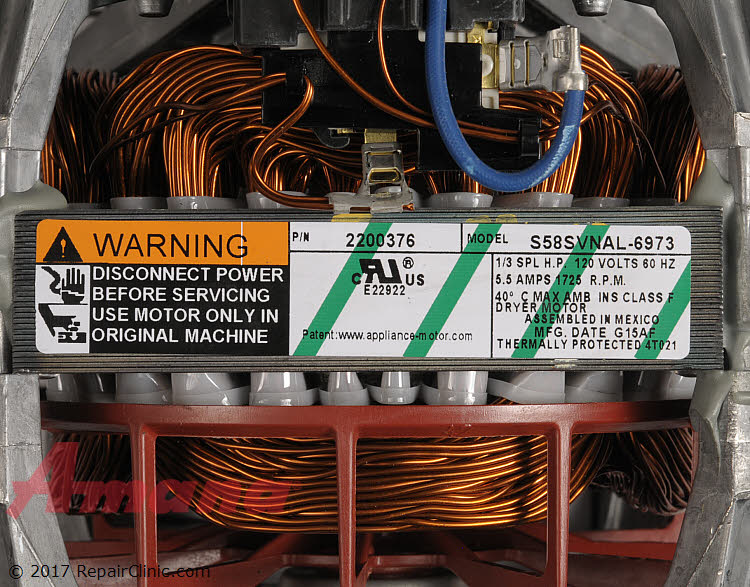 WARNING
DISCONNECT POWER
BEFORE SERVICING
USE MOTOR ONLY IN
ORIGINAL MACHINE
P/N 2200376
MODEL S58SVNAL-6973
C UR® US
E22922
Patent:www.appliance-motor.com
1/3 SPL H.P. 120 VOLTS 60 HZ
5.5 AMPS 1725 R.P.M.
40° C MAX AMB INS CLASS F
DRYER MOTOR
ASSEMBLED IN MEXICO
MFG. DATE G15AF
THERMALLY PROTECTED 4T021
Amana
© 2017 RepairClinic.com